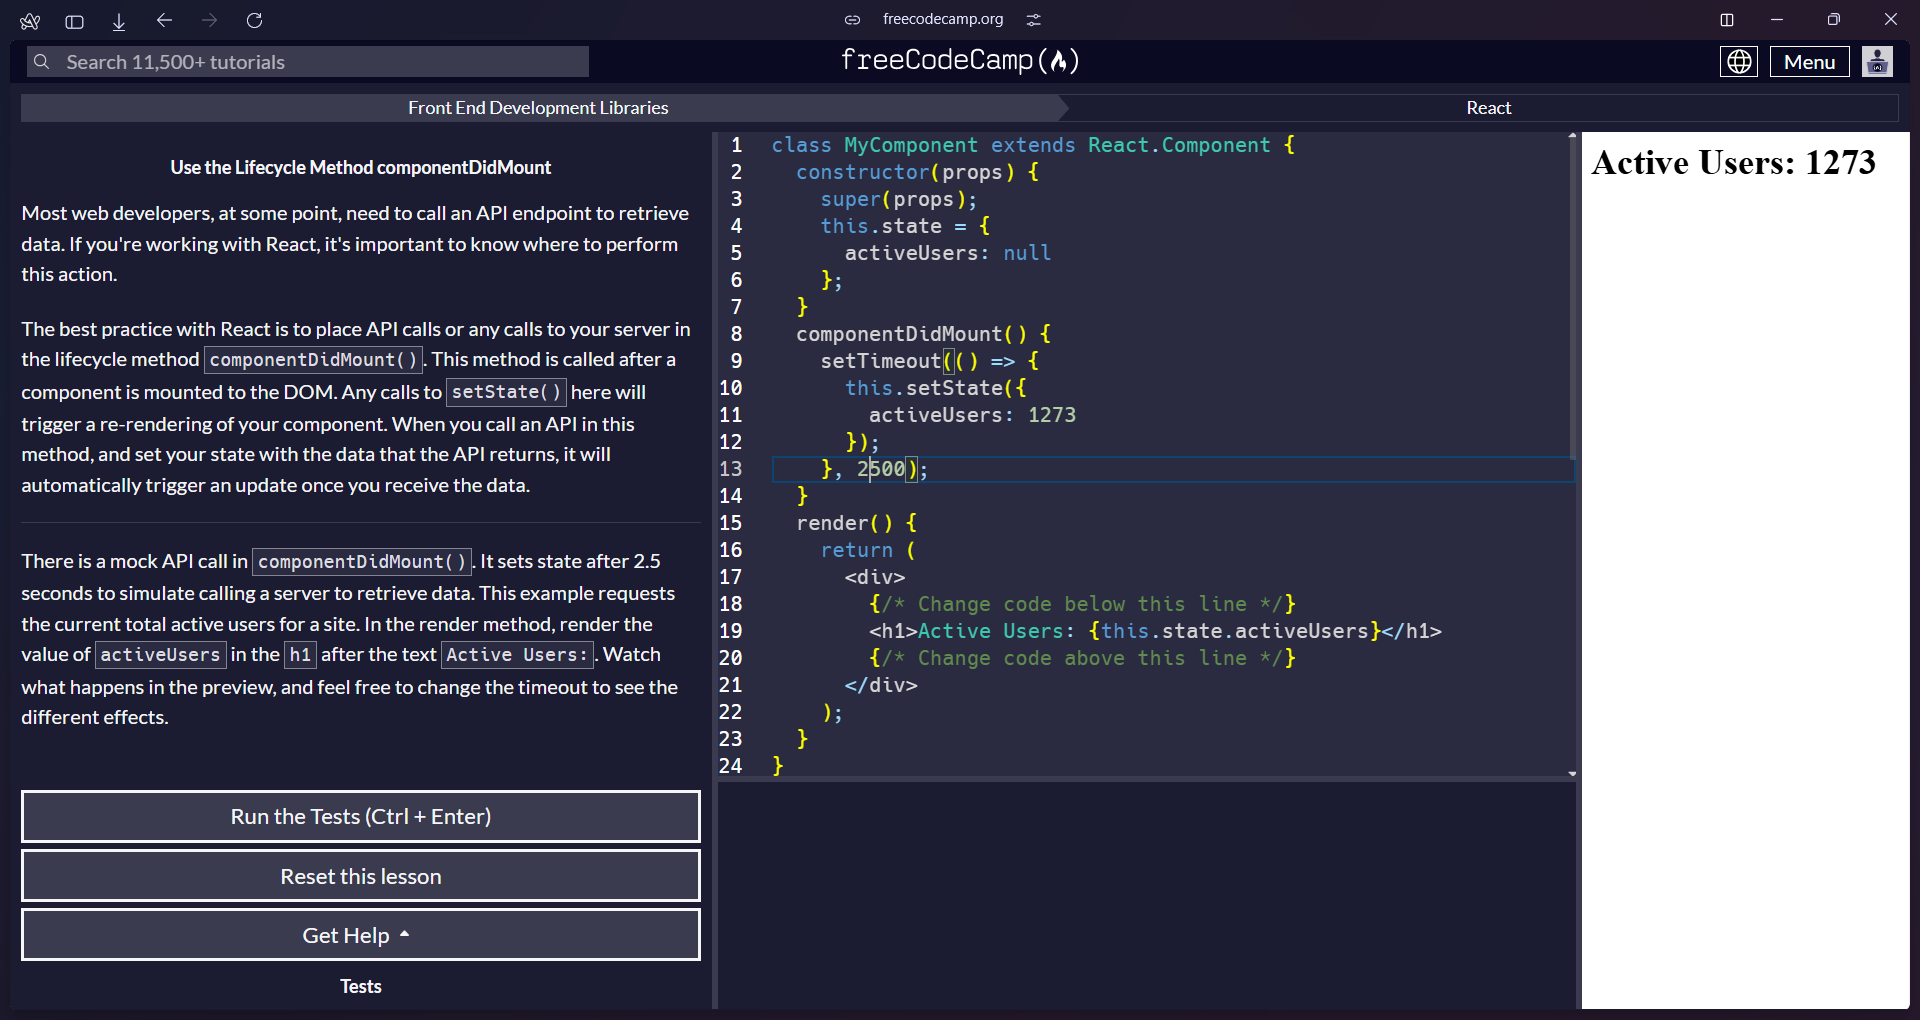 freecodecamp.org
Search 11,500+ tutorials
freeCodeCamp
Menu
Front End Development Libraries
React
Use the Lifecycle Method componentDidMount
Most web developers, at some point, need to call an API endpoint to retrieve
data. If you're working with React, it's important to know where to perform
this action.
The best practice with React is to place API calls or any calls to your server in
the lifecycle method componentDidMount(). This method is called after a
component is mounted to the DOM. Any calls to setState() here will
trigger a re-rendering of your component. When you call an API in this
method, and set your state with the data that the API returns, it will
automatically trigger an update once you receive the data.
There is a mock API call in componentDidMount(). It sets state after 2.5
seconds to simulate calling a server to retrieve data. This example requests
the current total active users for a site. In the render method, render the
value of activeUsers in the h1 after the text Active Users:. Watch
what happens in the preview, and feel free to change the timeout to see the
different effects.
Run the Tests (Ctrl + Enter)
Reset this lesson
Get Help
Tests
1 class MyComponent extends React.Component {
2 constructor(props) {
3 super(props);
4 this.state = {
5 activeUsers: null
6 };
7 }
8 componentDidMount() {
9 setTimeout(() => {
10 this.setState({
11 activeUsers: 1273
12 });
13 }, 2500);
14 }
15 render() {
16 return (
17 <div>
18 {/* Change code below this line */}
19 <h1>Active Users: {this.state.activeUsers}</h1>
20 {/* Change code above this line */}
21 </div>
22 );
23 }
24 }
Active Users: 1273